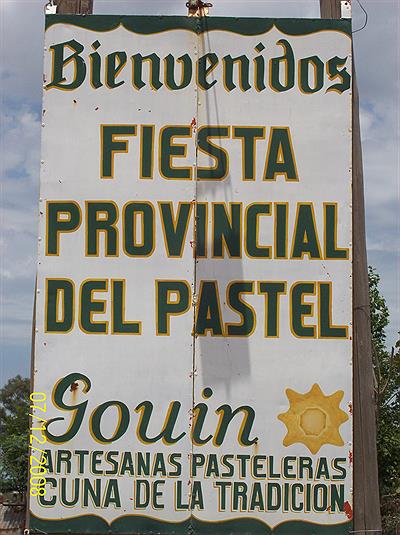 Bienvenidos
FIESTA
PROVINCIAL
DEL PASTEL
Gouin
ARTESANAS PASTELERAS
CUNA DE LA TRADICION
07/12/2008